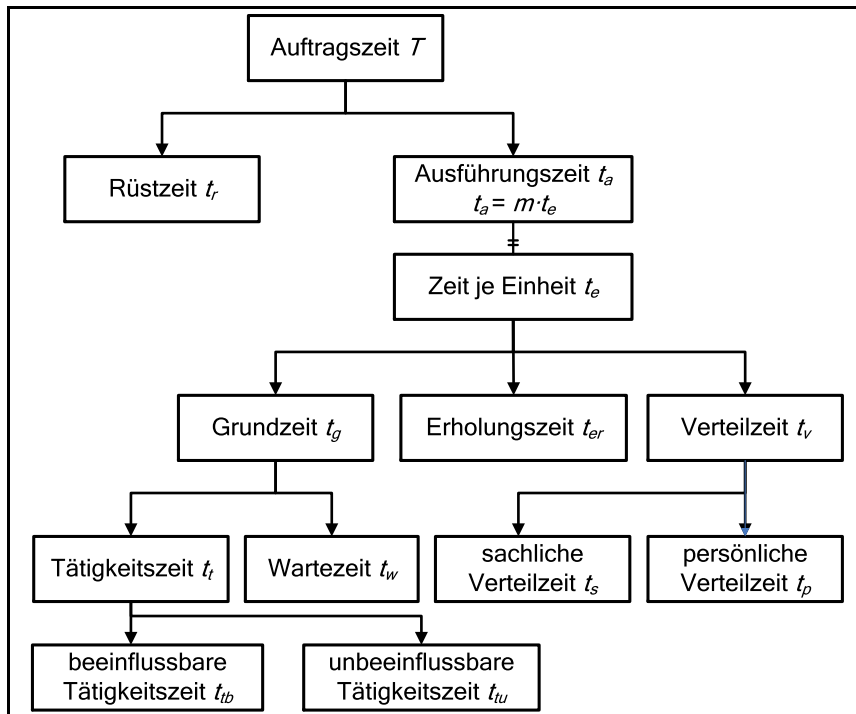 Auftragszeit T
Rüstzeit tr
Ausführungszeit ta
ta = m·te
Zeit je Einheit te
Grundzeit tg
Erholungszeit ter
Verteilzeit tv
Tätigkeitszeit tt
Wartezeit tw
sachliche
Verteilzeit ts
persönliche
Verteilzeit tp
beeinflussbare
Tätigkeitszeit ttb
unbeeinflussbare
Tätigkeitszeit ttu